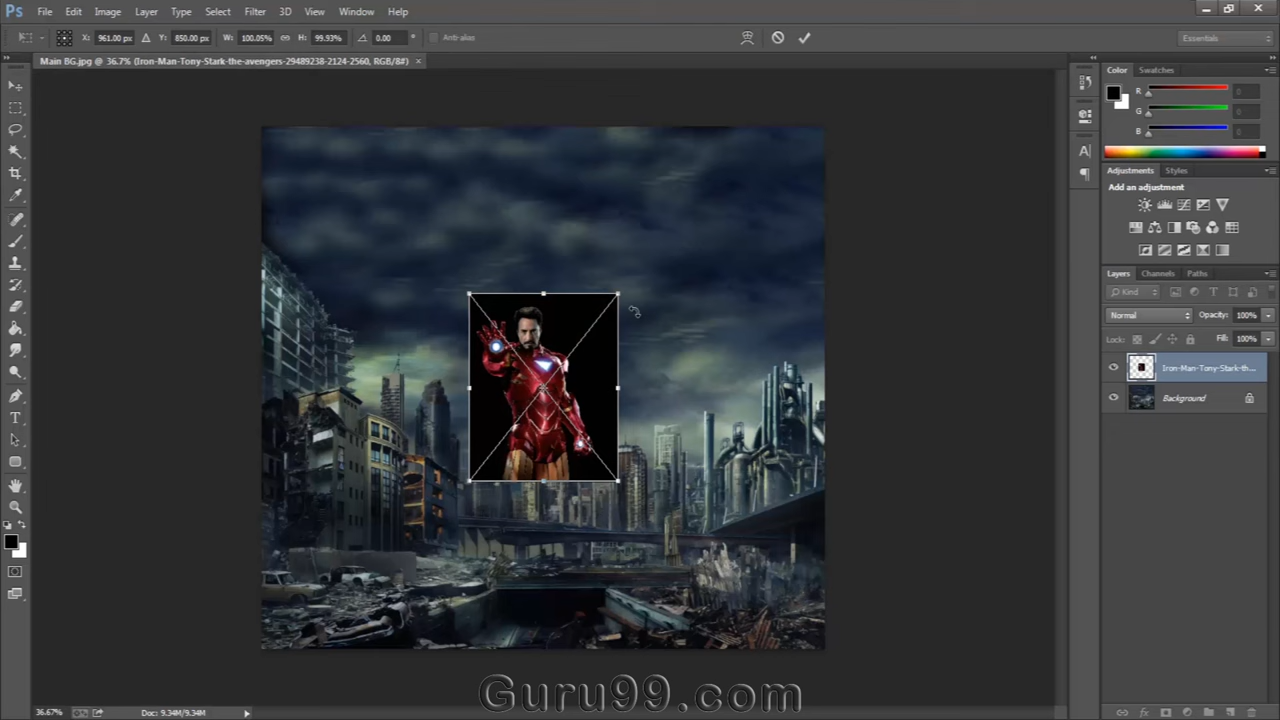 Ps File Edit Image Layer Type Select Filter 3D View Window Help
X: 961.00 px Y: 850.00 px W: 100.05% H: 99.93% 0.00 ° Anti-alias Essentials
Main BG.jpg @ 36.7% (Iron-Man-Tony-Stark-the-avengers-29489238-2124-2560, RGB/8#) ×
Color Swatches
R 0
G 0
B 0
Adjustments Styles
Add an adjustment
Layers Channels Paths
Kind
Normal Opacity: 100%
Lock: Fill: 100%
Iron-Man-Tony-Stark-th...
Background
Guru99.com
36.67% Doc: 9.34M/9.34M